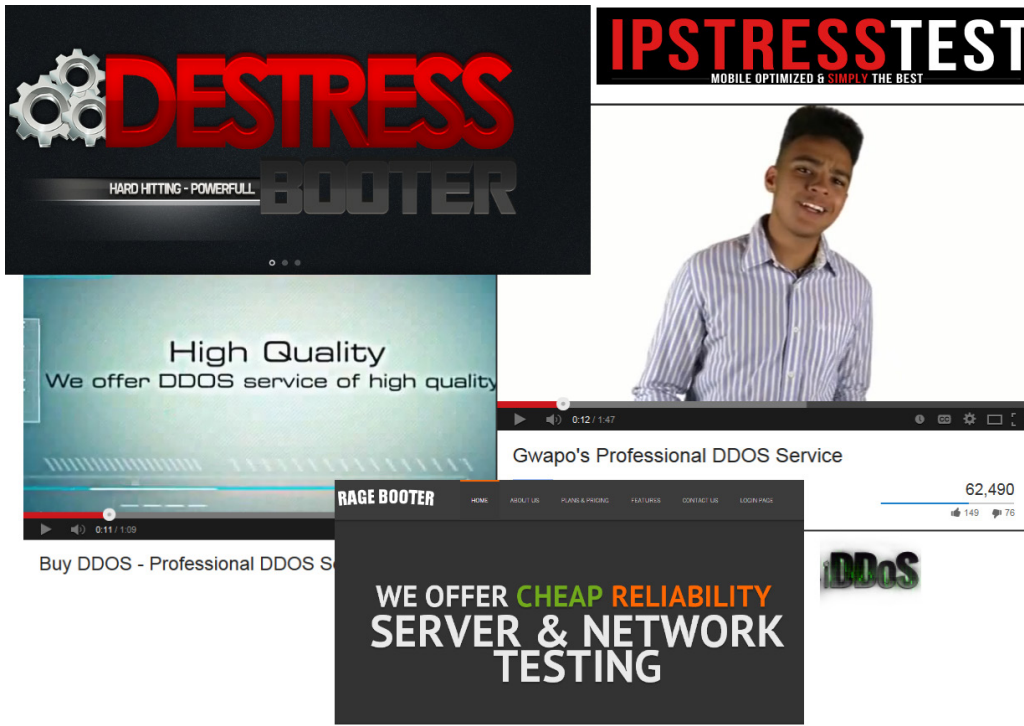 DESTRESS
BOOTER
HARD HITTING - POWERFULL
IPSTRESSTEST
MOBILE OPTIMIZED & SIMPLY THE BEST
High Quality
We offer DDOS service of high quality
0:11 / 1:09
Buy DDOS - Professional DDOS Se
0:12 / 1:47
CC
Gwapo's Professional DDOS Service
62,490
149 76
RAGE BOOTER
HOME ABOUT US PLANS & PRICING FEATURES CONTACT US LOGIN PAGE
WE OFFER CHEAP RELIABILITY
SERVER & NETWORK
TESTING
iDDoS